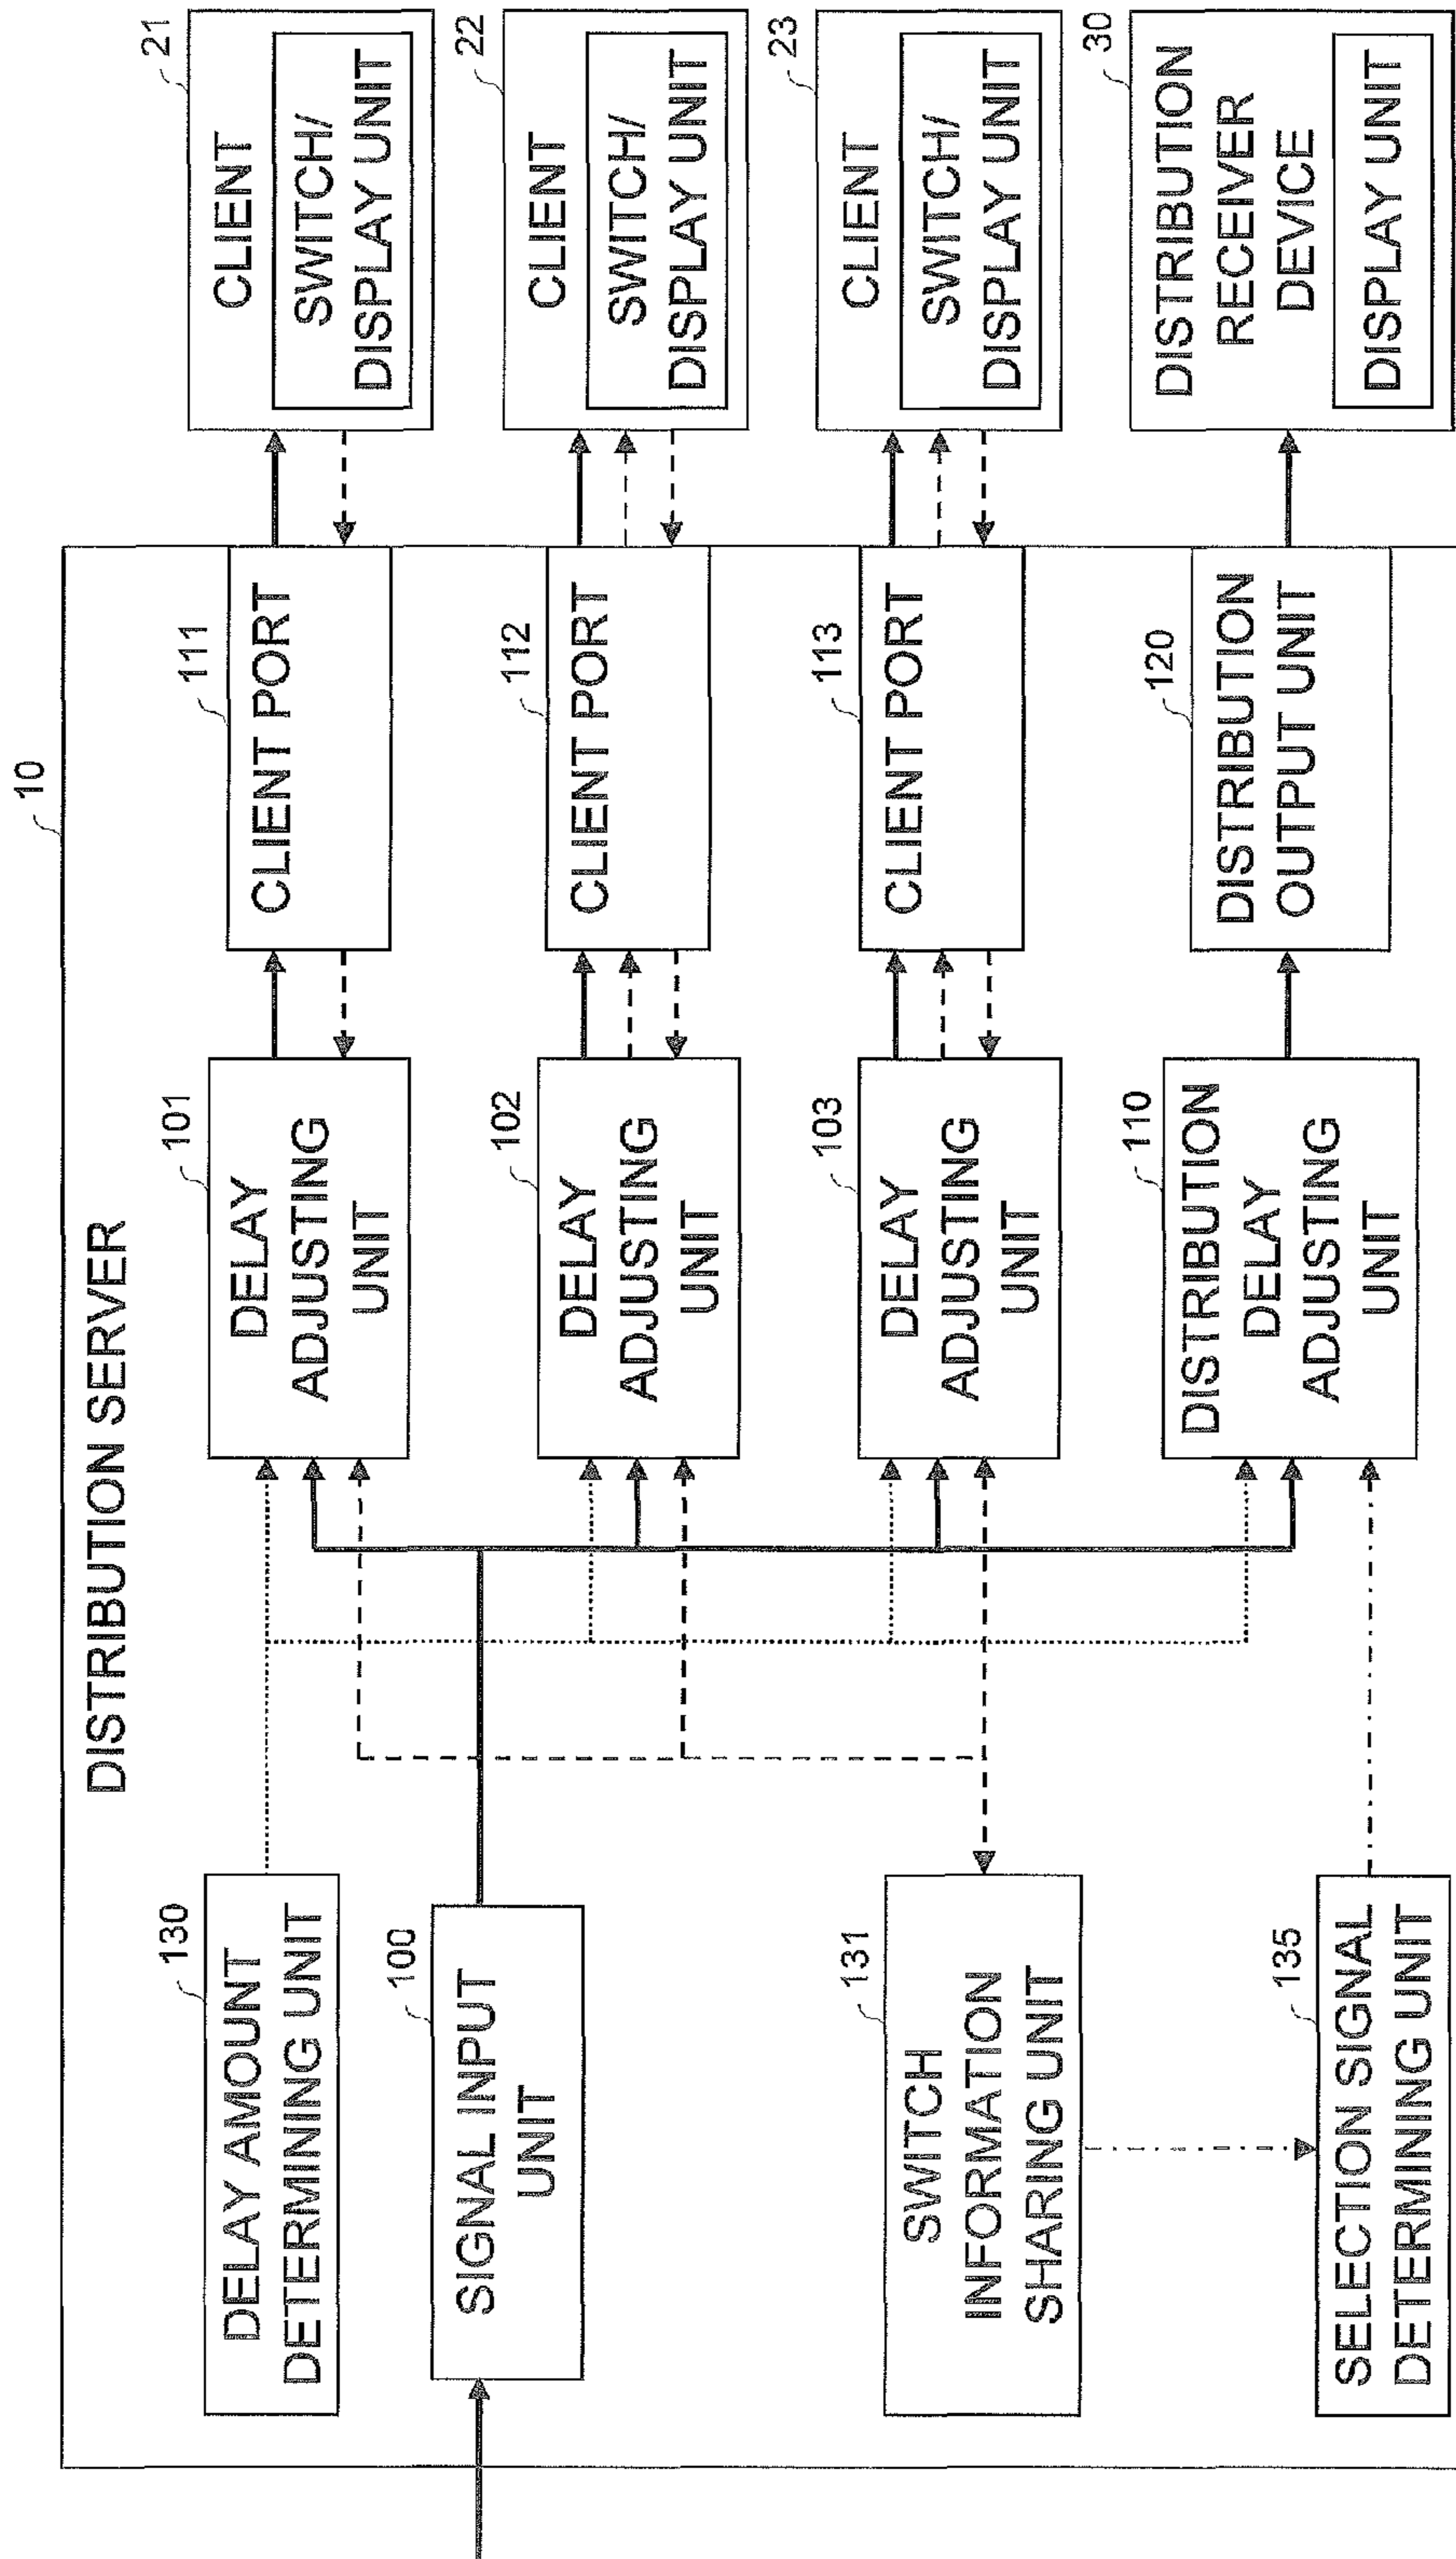 10
DISTRIBUTION SERVER
130
DELAY AMOUNT
DETERMINING UNIT
100
SIGNAL INPUT
UNIT
131
SWITCH
INFORMATION
SHARING UNIT
135
SELECTION SIGNAL
DETERMINING UNIT
101
DELAY
ADJUSTING
UNIT
102
DELAY
ADJUSTING
UNIT
103
DELAY
ADJUSTING
UNIT
110
DISTRIBUTION
DELAY
ADJUSTING
UNIT
111
CLIENT PORT
112
CLIENT PORT
113
CLIENT PORT
120
DISTRIBUTION
OUTPUT UNIT
21
CLIENT
SWITCH/
DISPLAY UNIT
22
CLIENT
SWITCH/
DISPLAY UNIT
23
CLIENT
SWITCH/
DISPLAY UNIT
30
DISTRIBUTION
RECEIVER
DEVICE
DISPLAY UNIT